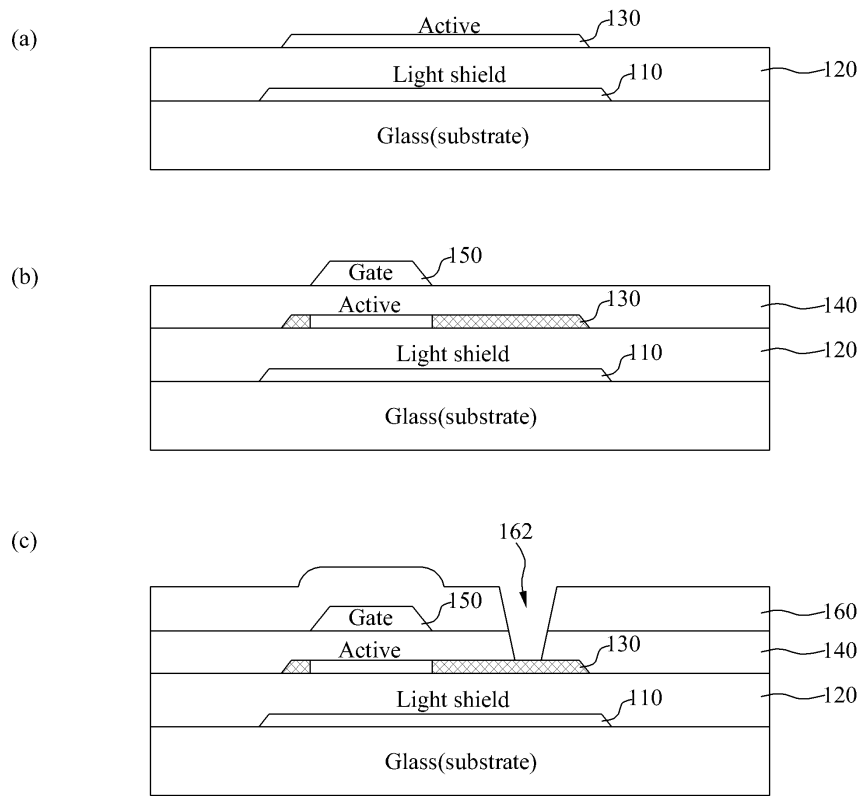 (a)
Active
130
Light shield
110
120
Glass(substrate)
(b)
150
Gate
130
Active
140
Light shield
110
120
Glass(substrate)
(c)
162
150
Gate
160
130
Active
140
Light shield
110
120
Glass(substrate)